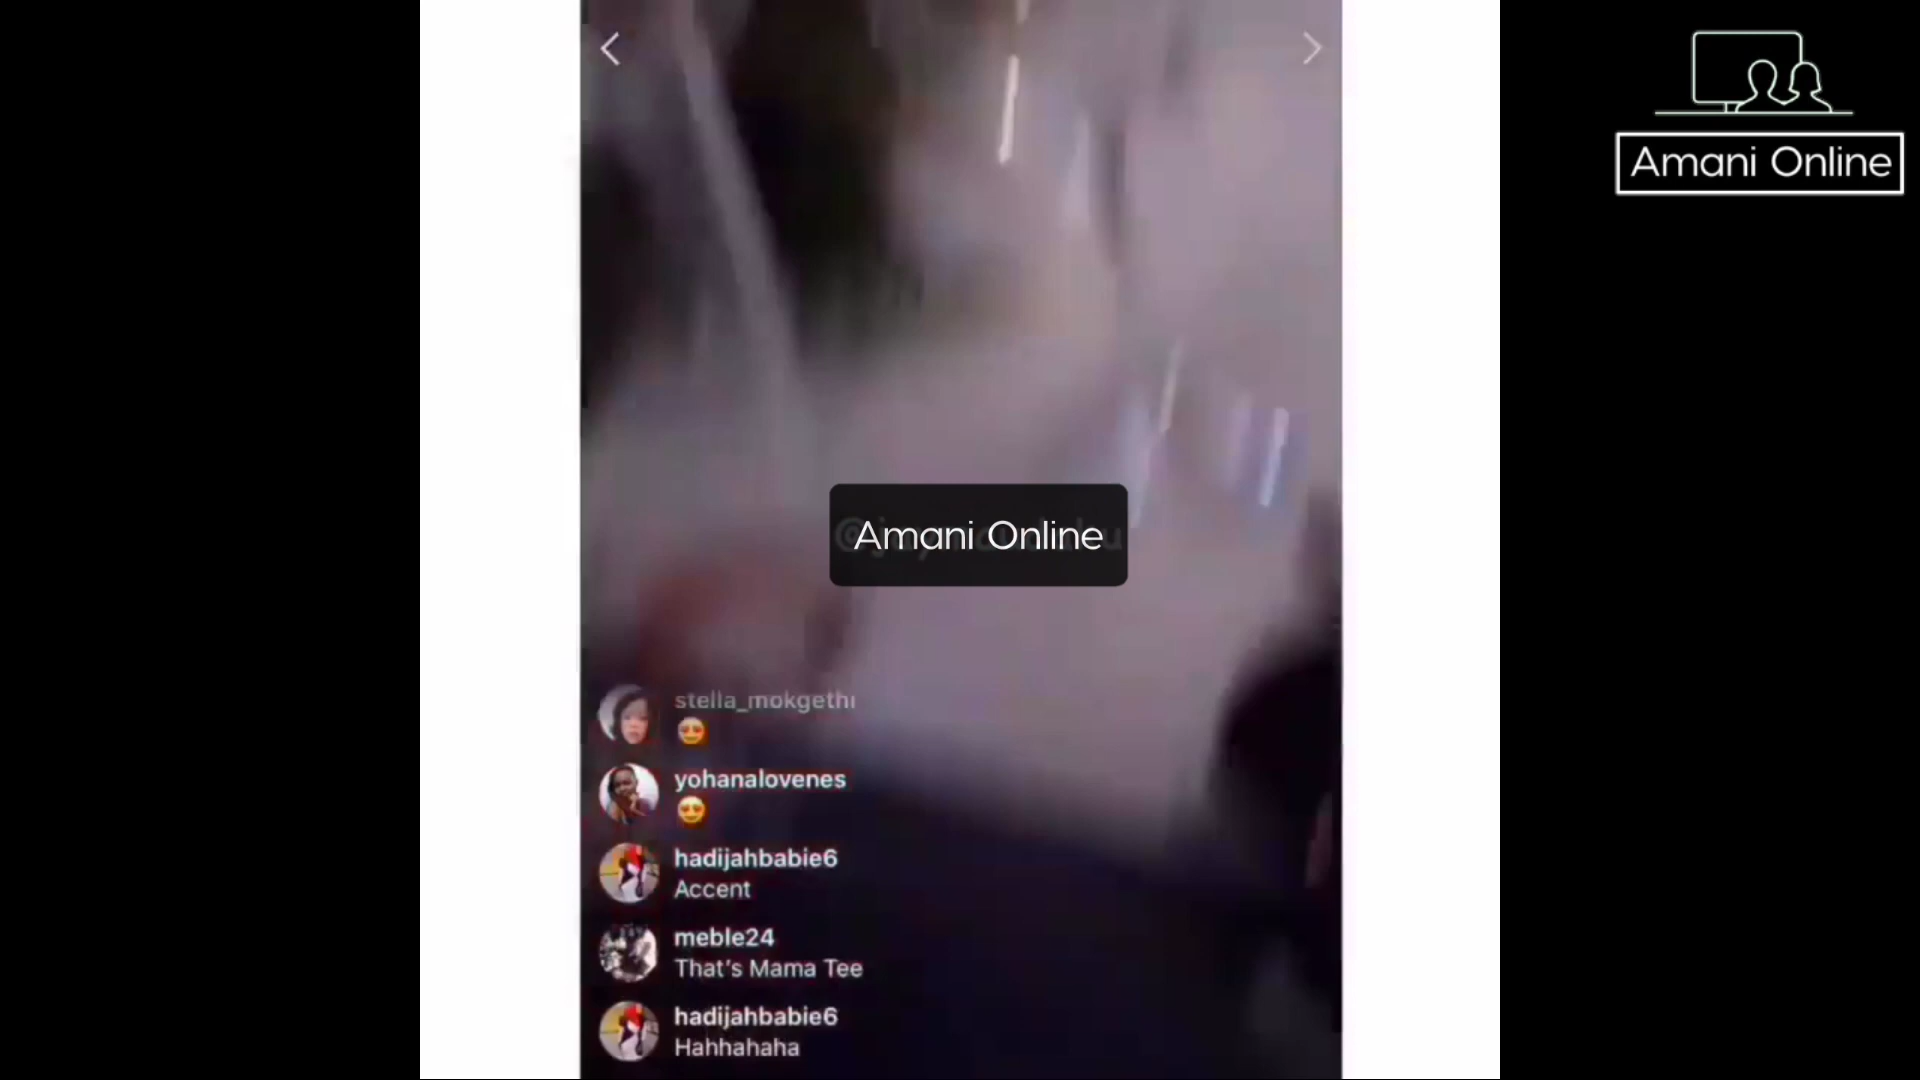 Amani Online
Amani Online
stella_mokgethi
yohanalovenes
hadijahbabie6
Accent
meble24
That's Mama Tee
hadijahbabie6
Hahhahaha